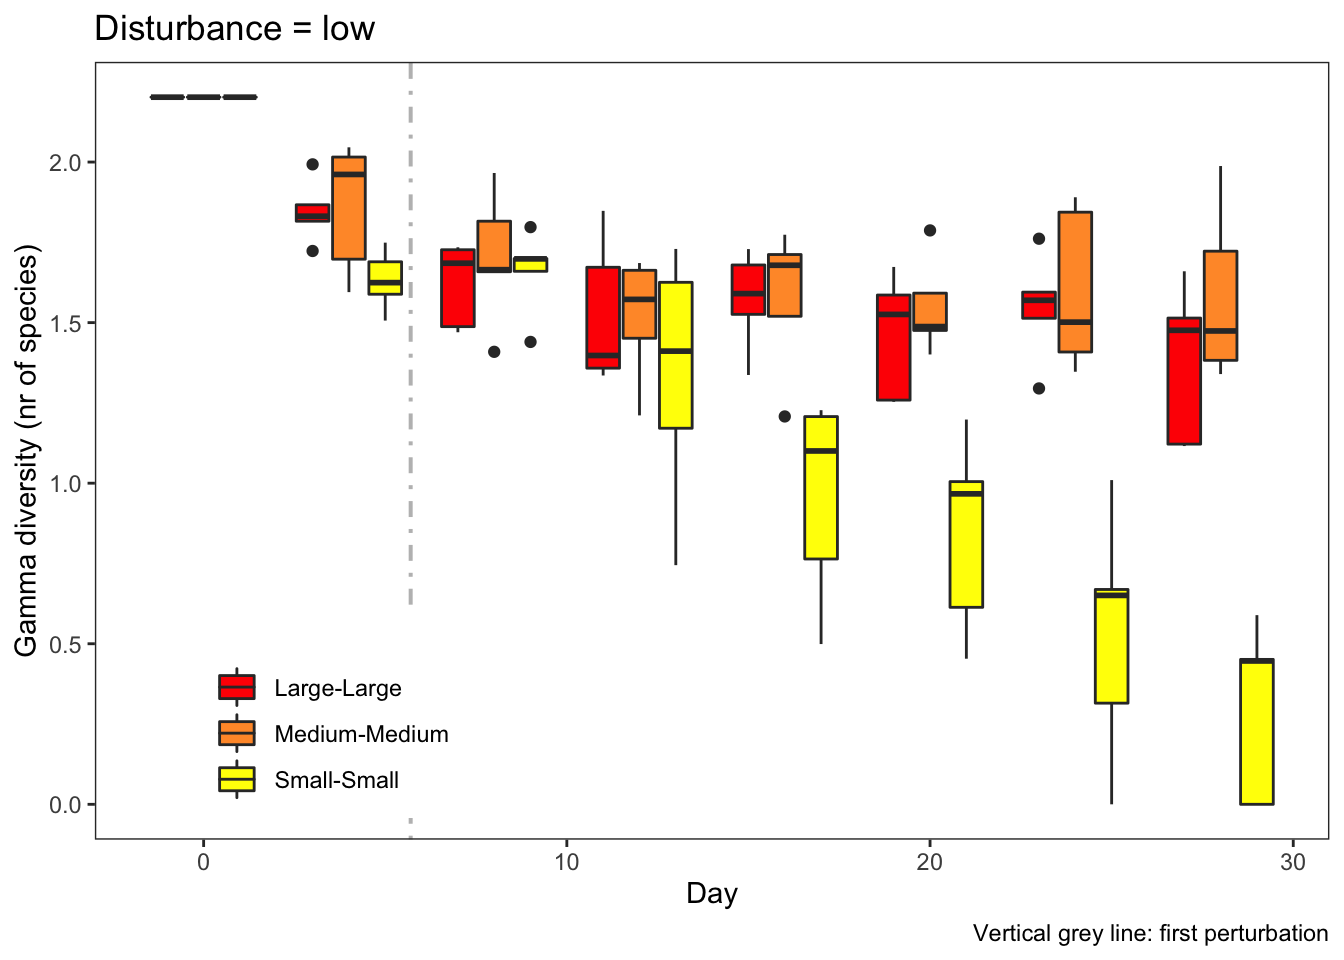 Disturbance = low
Gamma diversity (nr of species)
2.0
1.5
1.0
0.5
0.0
Large-Large
Medium-Medium
Small-Small
0
10
20
30
Day
Vertical grey line: first perturbation